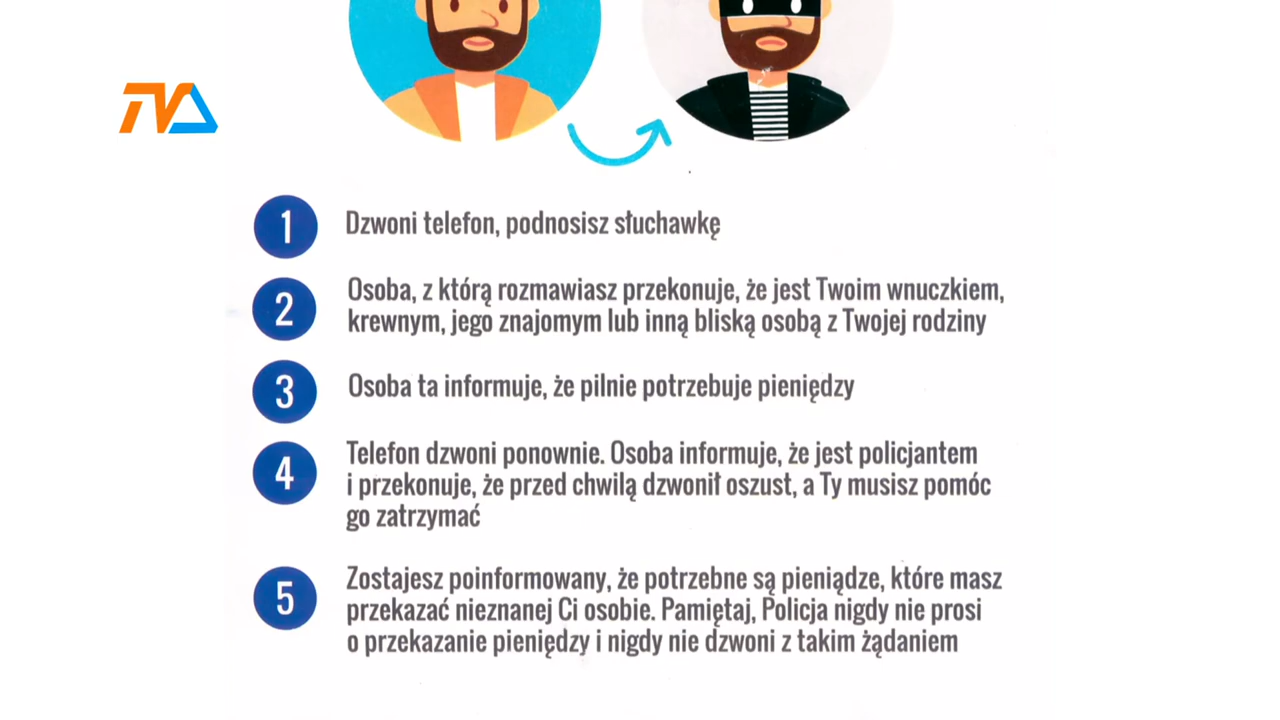 TVA
1
Dzwoni telefon, podnosisz słuchawkę
2
Osoba, z którą rozmawiasz przekonuje, że jest Twoim wnuczkiem,
krewnym, jego znajomym lub inną bliską osobą z Twojej rodziny
3
Osoba ta informuje, że pilnie potrzebuje pieniędzy
4
Telefon dzwoni ponownie. Osoba informuje, że jest policjantem
i przekonuje, że przed chwilą dzwonił oszust, a Ty musisz pomóc
go zatrzymać
5
Zostajesz poinformowany, że potrzebne są pieniądze, które masz
przekazać nieznanej Ci osobie. Pamiętaj, Policja nigdy nie prosi
o przekazanie pieniędzy i nigdy nie dzwoni z takim żądaniem